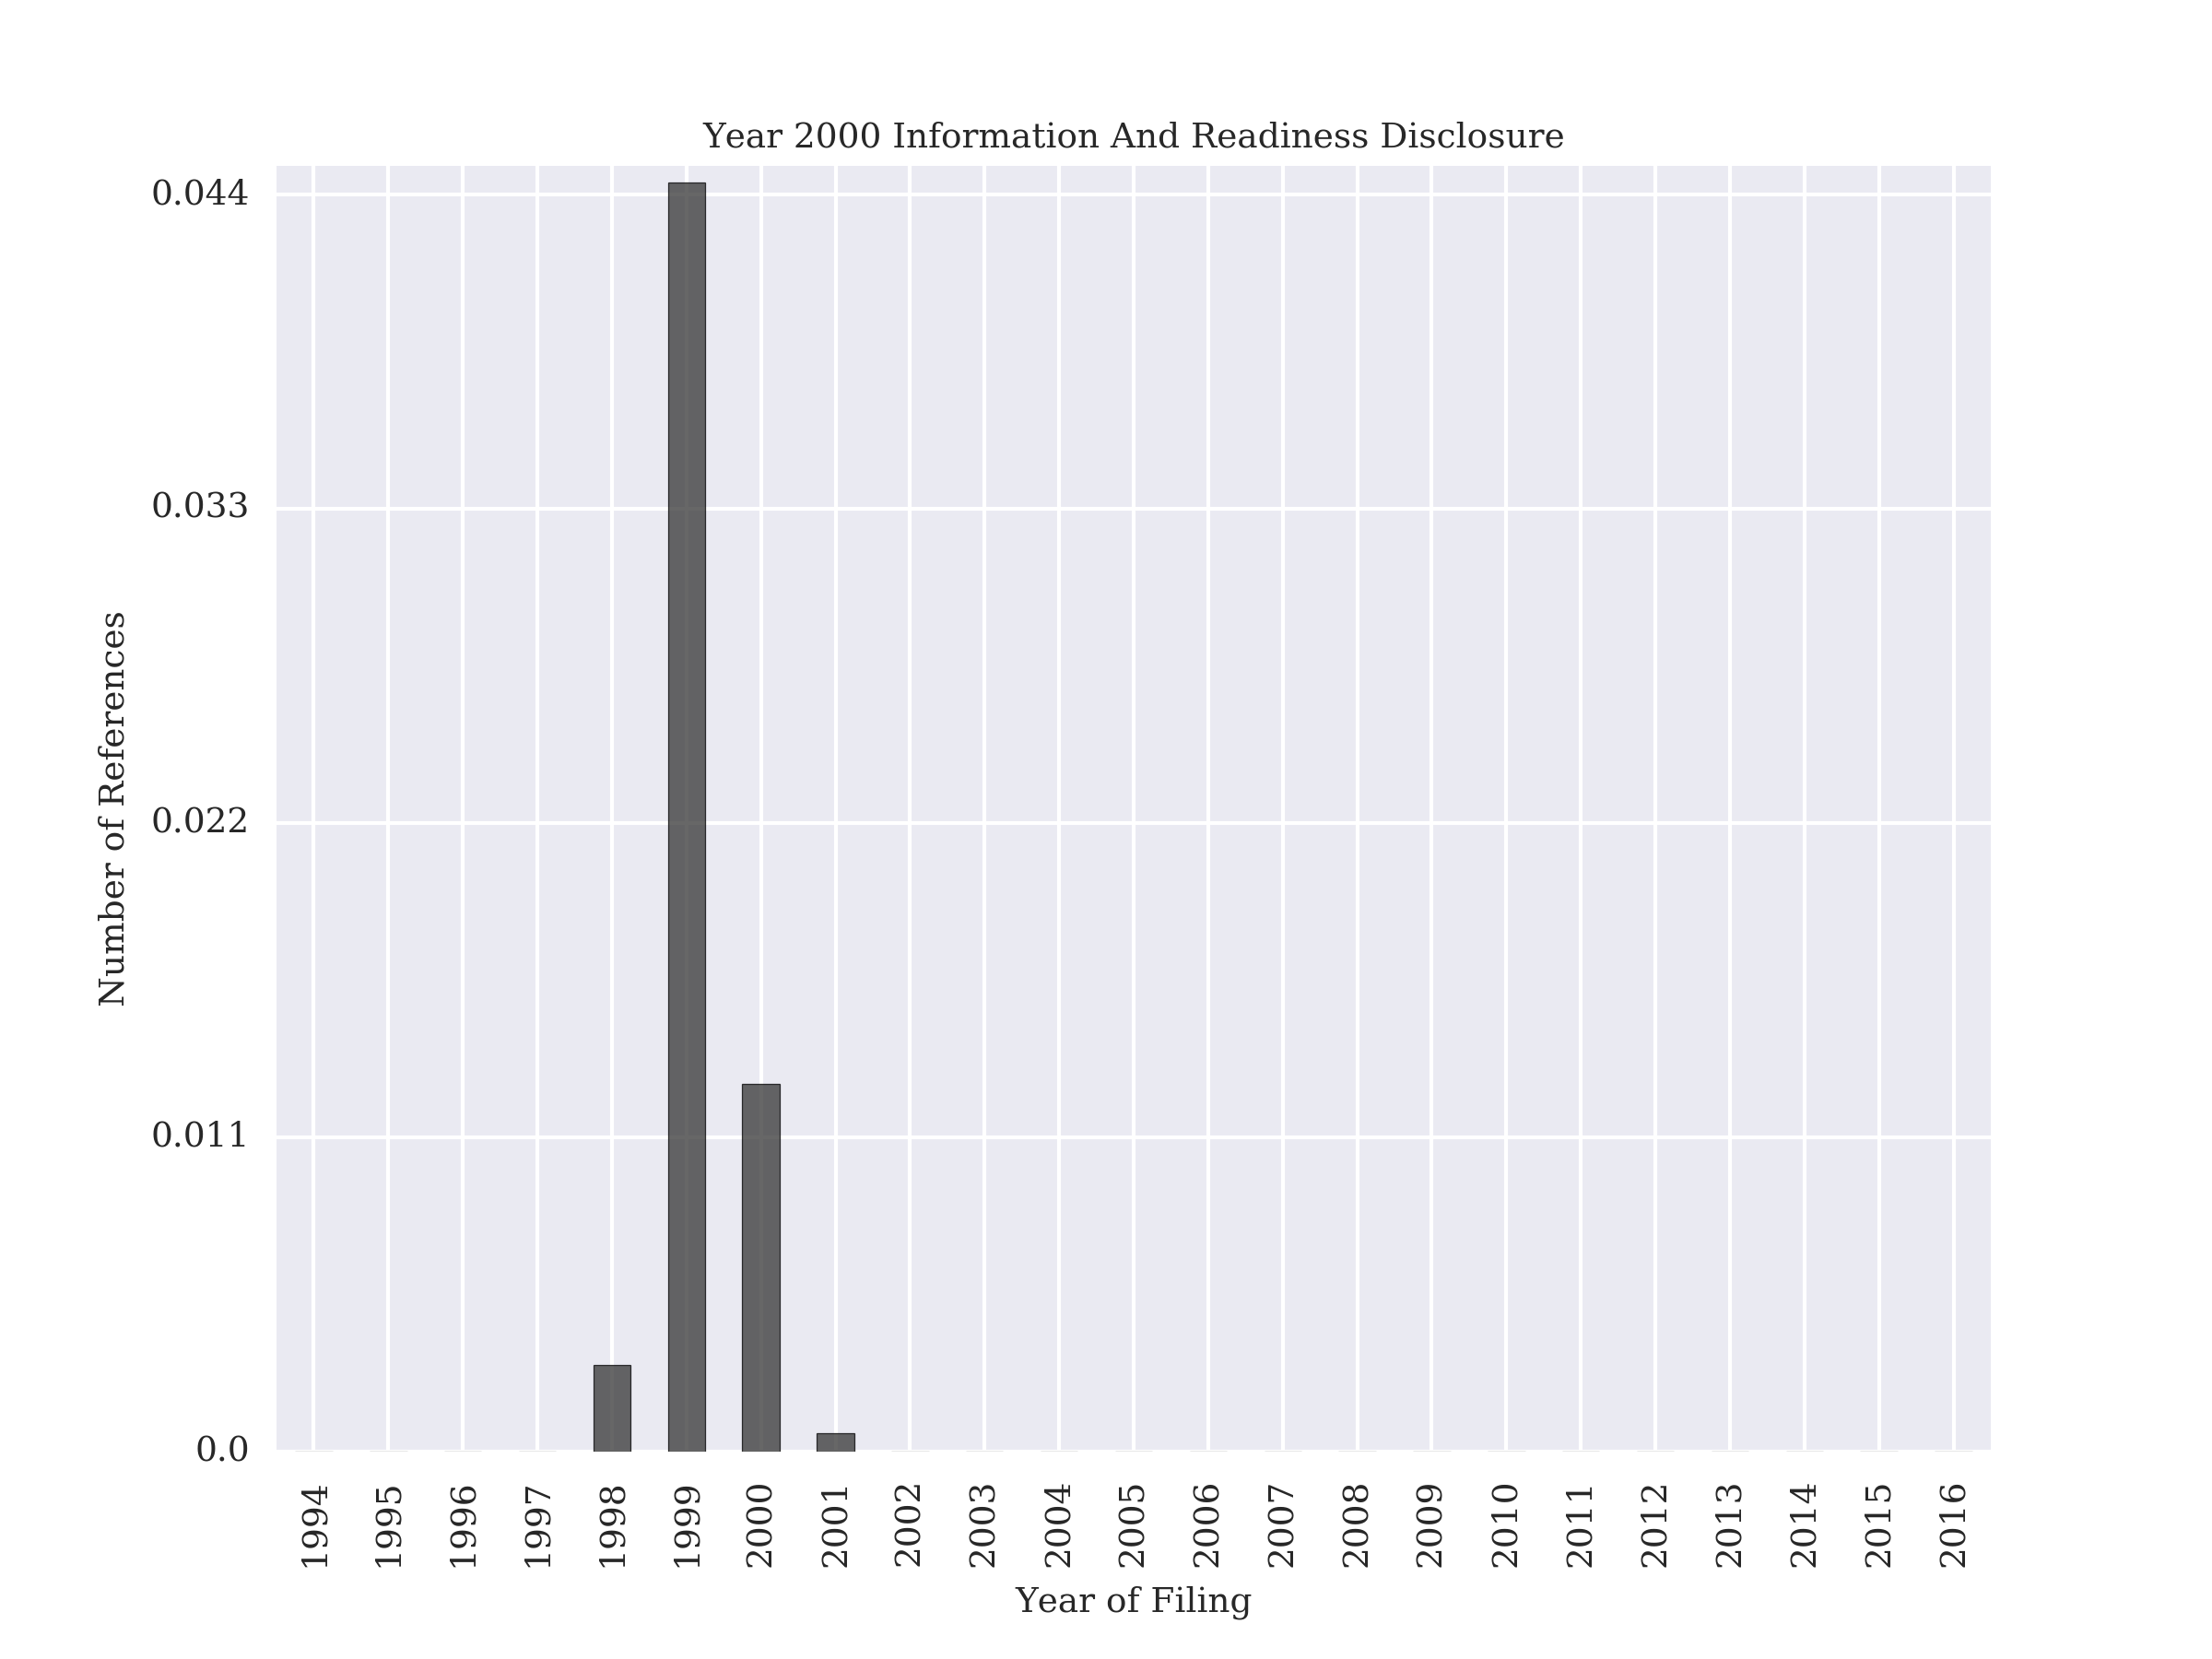 Year 2000 Information And Readiness Disclosure
Number of References
0.044
0.033
0.022
0.011
0.0
1994 1995 1996 1997 1998 1999 2000 2001 2002 2003 2004 2005 2006 2007 2008 2009 2010 2011 2012 2013 2014 2015 2016
Year of Filing